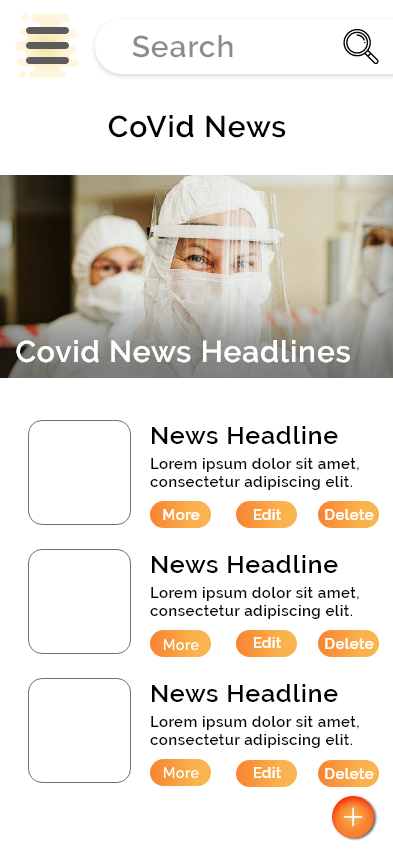 Search
CoVid News
Covid News Headlines
News Headline
Lorem ipsum dolor sit amet,
consectetur adipiscing elit.
More Edit Delete
News Headline
Lorem ipsum dolor sit amet,
consectetur adipiscing elit.
More Edit Delete
News Headline
Lorem ipsum dolor sit amet,
consectetur adipiscing elit.
More Edit Delete